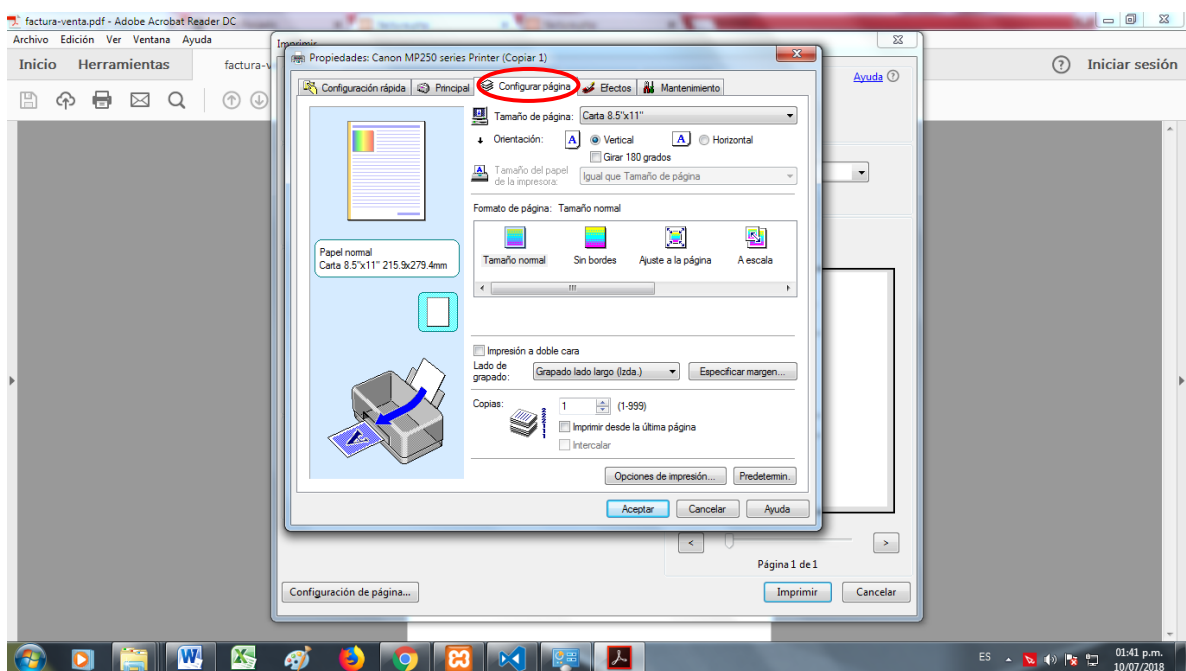 factura-venta.pdf - Adobe Acrobat Reader DC
Archivo Edición Ver Ventana Ayuda
Inicio Herramientas factura-v
Iniciar sesión
Imprimir
Ayuda
Propiedades: Canon MP250 series Printer (Copiar 1)
Configuración rápida Principal Configurar página Efectos Mantenimiento
Tamaño de página: Carta 8.5"x11"
Orientación: Vertical Horizontal
Girar 180 grados
Tamaño del papel
de la impresora: Igual que Tamaño de página
Formato de página: Tamaño normal
Tamaño normal Sin bordes Ajuste a la página A escala
Papel normal
Carta 8.5"x11" 215.9x279.4mm
Impresión a doble cara
Lado de
grapado: Grapado lado largo (Izda.) Especificar margen...
Copias: 1 (1-999)
Imprimir desde la última página
Intercalar
Opciones de impresión... Predetermin.
Aceptar Cancelar Ayuda
< >
Página 1 de 1
Configuración de página... Imprimir Cancelar
ES 01:41 p.m.
10/07/2018